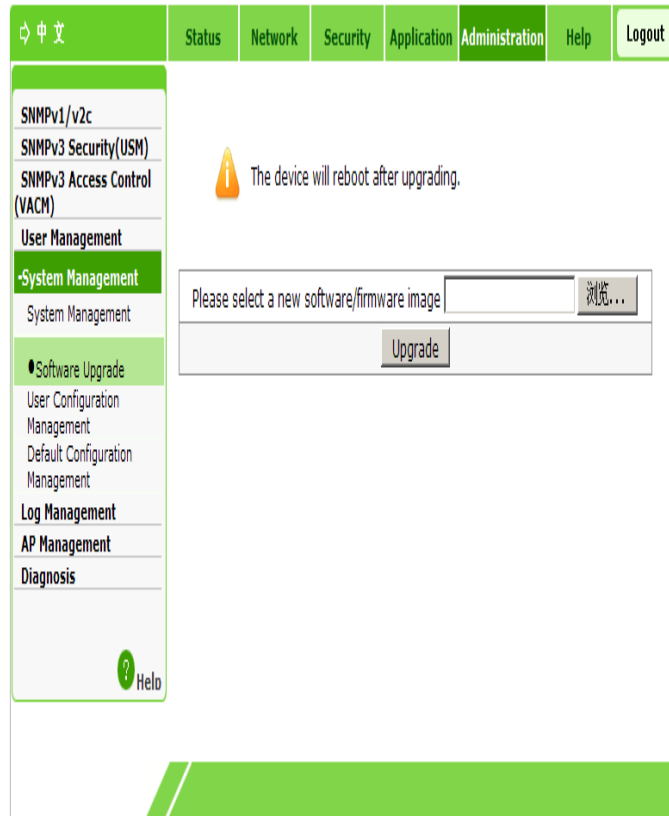 中文
Status Network Security Application Administration Help Logout
SNMPv1/v2c
SNMPv3 Security(USM)
SNMPv3 Access Control
(VACM)
User Management
-System Management
System Management
Software Upgrade
User Configuration
Management
Default Configuration
Management
Log Management
AP Management
Diagnosis
? Help
i The device will reboot after upgrading.
Please select a new software/firmware image 浏览...
Upgrade